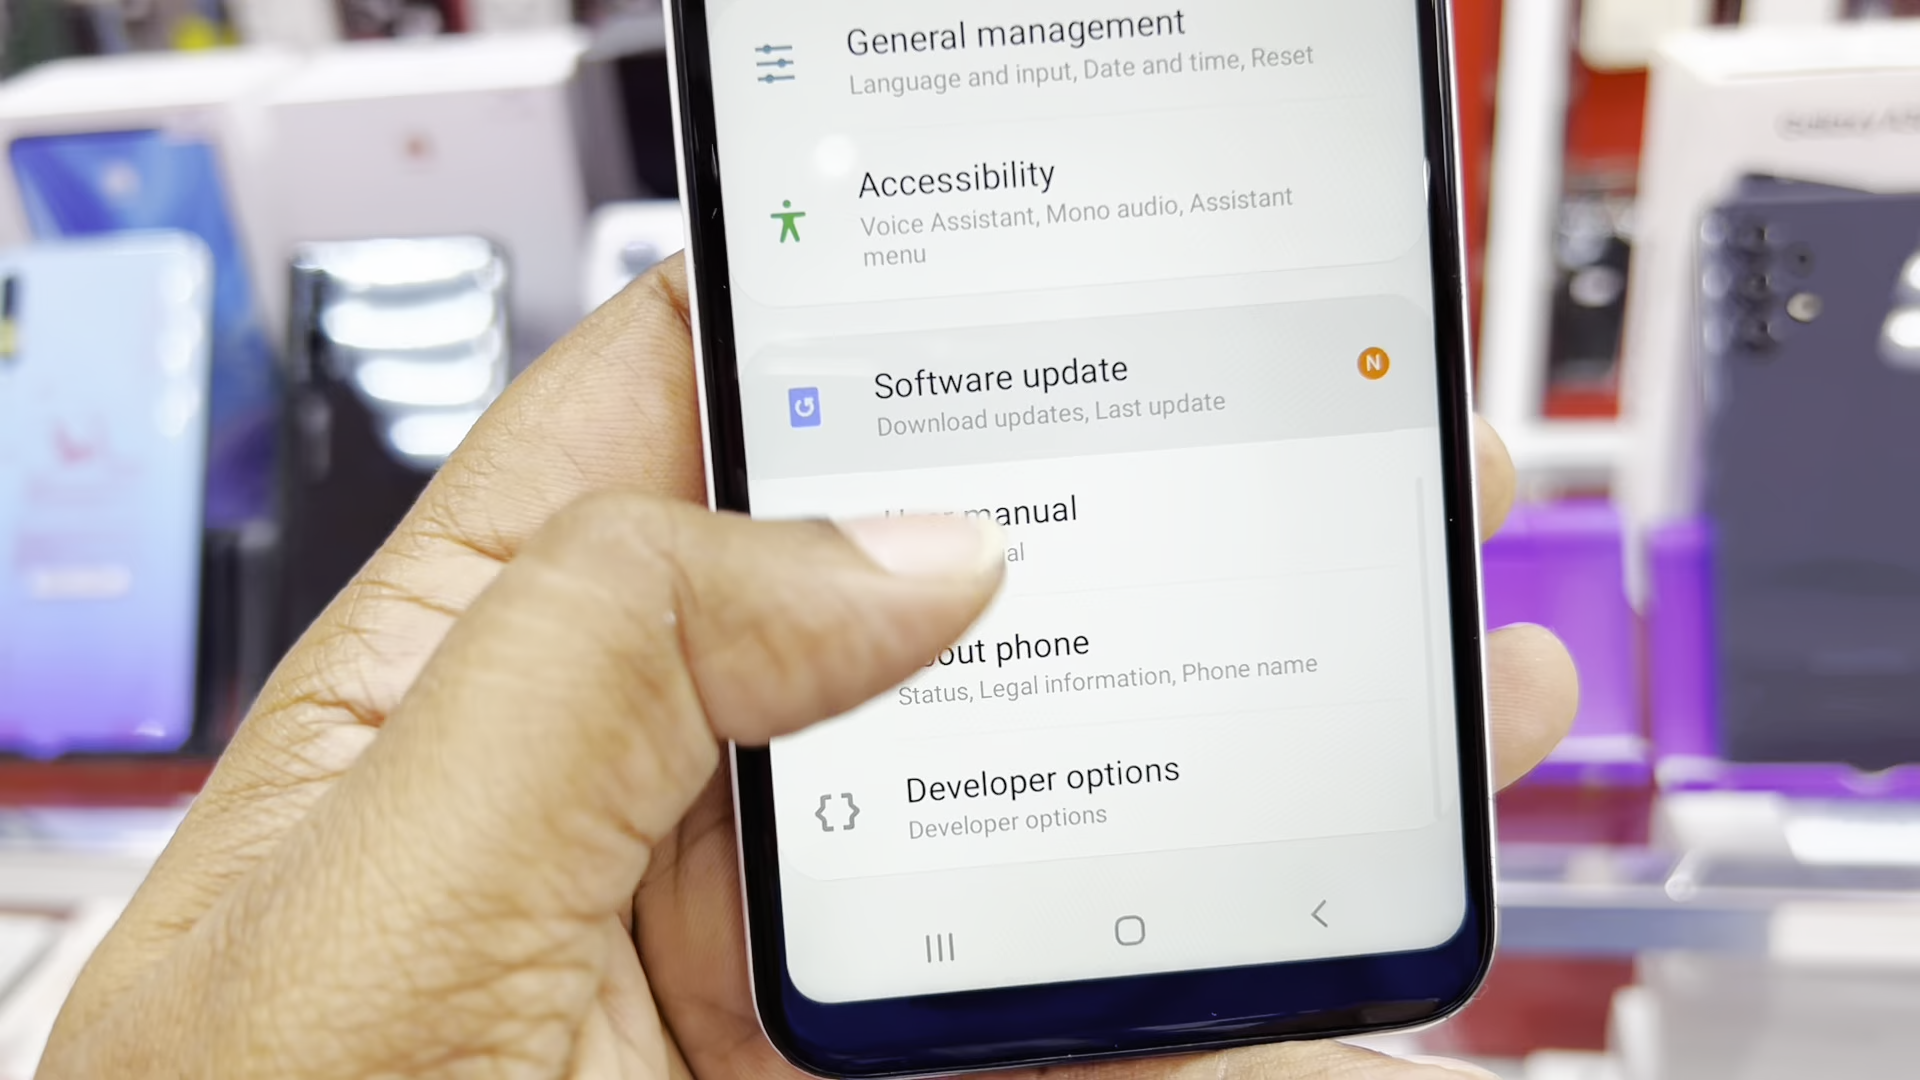 General management
Language and input, Date and time, Reset
Accessibility
Voice Assistant, Mono audio, Assistant
menu
Software update
N
Download updates, Last update
manual
phone
Status, Legal information, Phone name
Developer options
Developer options